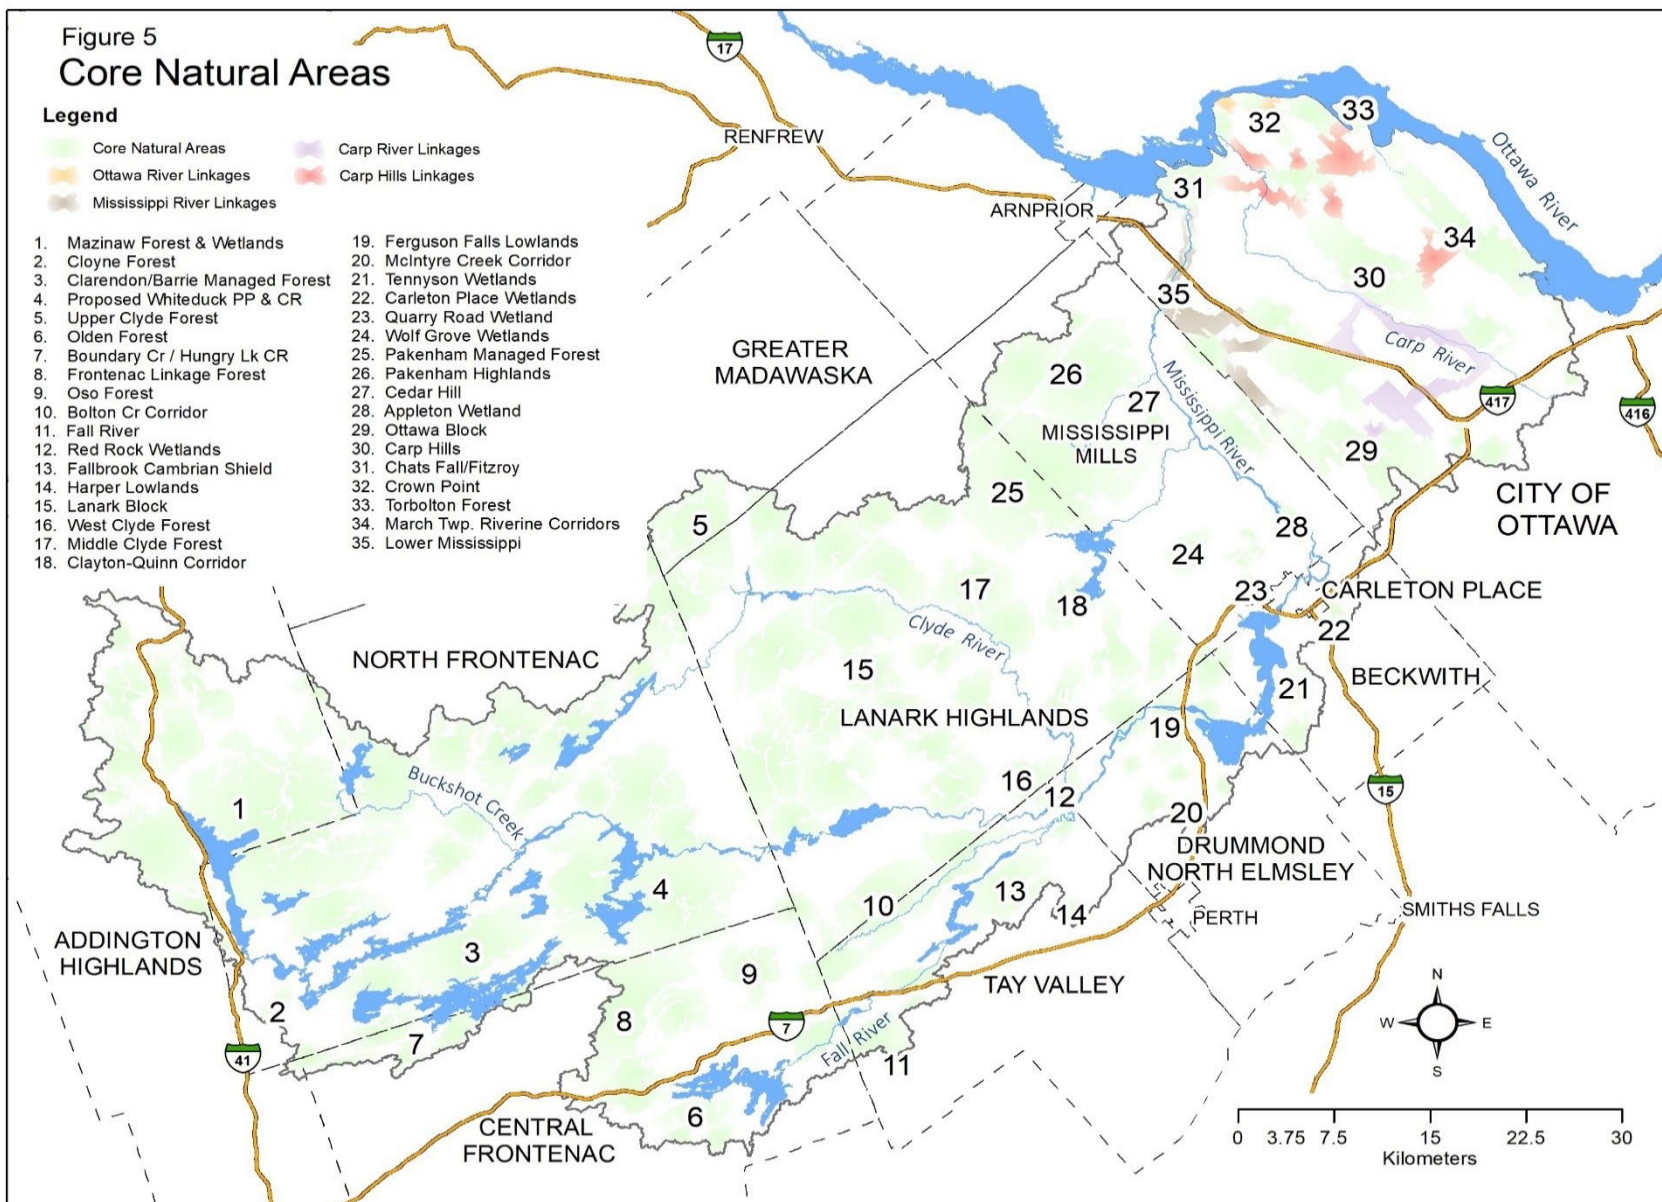 Figure 5
Core Natural Areas
Legend
Core Natural Areas
Ottawa River Linkages
Mississippi River Linkages
Carp River Linkages
Carp Hills Linkages
1. Mazinaw Forest & Wetlands
2. Cloyne Forest
3. Clarendon/Barrie Managed Forest
4. Proposed Whiteduck PP & CR
5. Upper Clyde Forest
6. Olden Forest
7. Boundary Cr / Hungry Lk CR
8. Frontenac Linkage Forest
9. Oso Forest
10. Bolton Cr Corridor
11. Fall River
12. Red Rock Wetlands
13. Fallbrook Cambrian Shield
14. Harper Lowlands
15. Lanark Block
16. West Clyde Forest
17. Middle Clyde Forest
18. Clayton-Quinn Corridor
19. Ferguson Falls Lowlands
20. McIntyre Creek Corridor
21. Tennyson Wetlands
22. Carleton Place Wetlands
23. Quarry Road Wetland
24. Wolf Grove Wetlands
25. Pakenham Managed Forest
26. Pakenham Highlands
27. Cedar Hill
28. Appleton Wetland
29. Ottawa Block
30. Carp Hills
31. Chats Fall/Fitzroy
32. Crown Point
33. Torbolton Forest
34. March Twp. Riverine Corridors
35. Lower Mississippi
17
RENFREW
32
33
Ottawa River
31
ARNPRIOR
34
30
35
GREATER
MADAWASKA
Carp River
26
Mississippi River
27
417
416
MISSISSIPPI
MILLS
29
25
CITY OF
OTTAWA
5
28
24
17
18
23
CARLETON PLACE
22
Clyde River
NORTH FRONTENAC
15
BECKWITH
21
LANARK HIGHLANDS
19
Buckshot Creek
16
12
15
1
20
DRUMMOND
NORTH ELMSLEY
4
13
10
14
PERTH
SMITHS FALLS
ADDINGTON
HIGHLANDS
3
9
TAY VALLEY
2
8
7
Fall River
7
41
11
6
CENTRAL
FRONTENAC
N
W
E
S
0 3.75 7.5 15 22.5 30
Kilometers